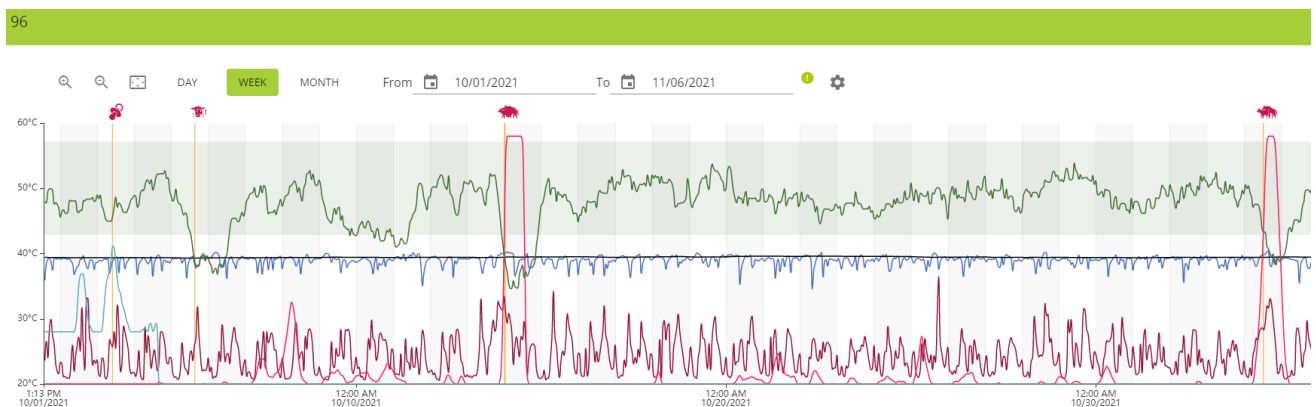 96
DAY WEEK MONTH From 10/01/2021 To 11/06/2021 !
60°C
50°C
40°C
30°C
20°C
1:13 PM 12:00 AM 12:00 AM 12:00 AM
10/01/2021 10/10/2021 10/20/2021 10/30/2021